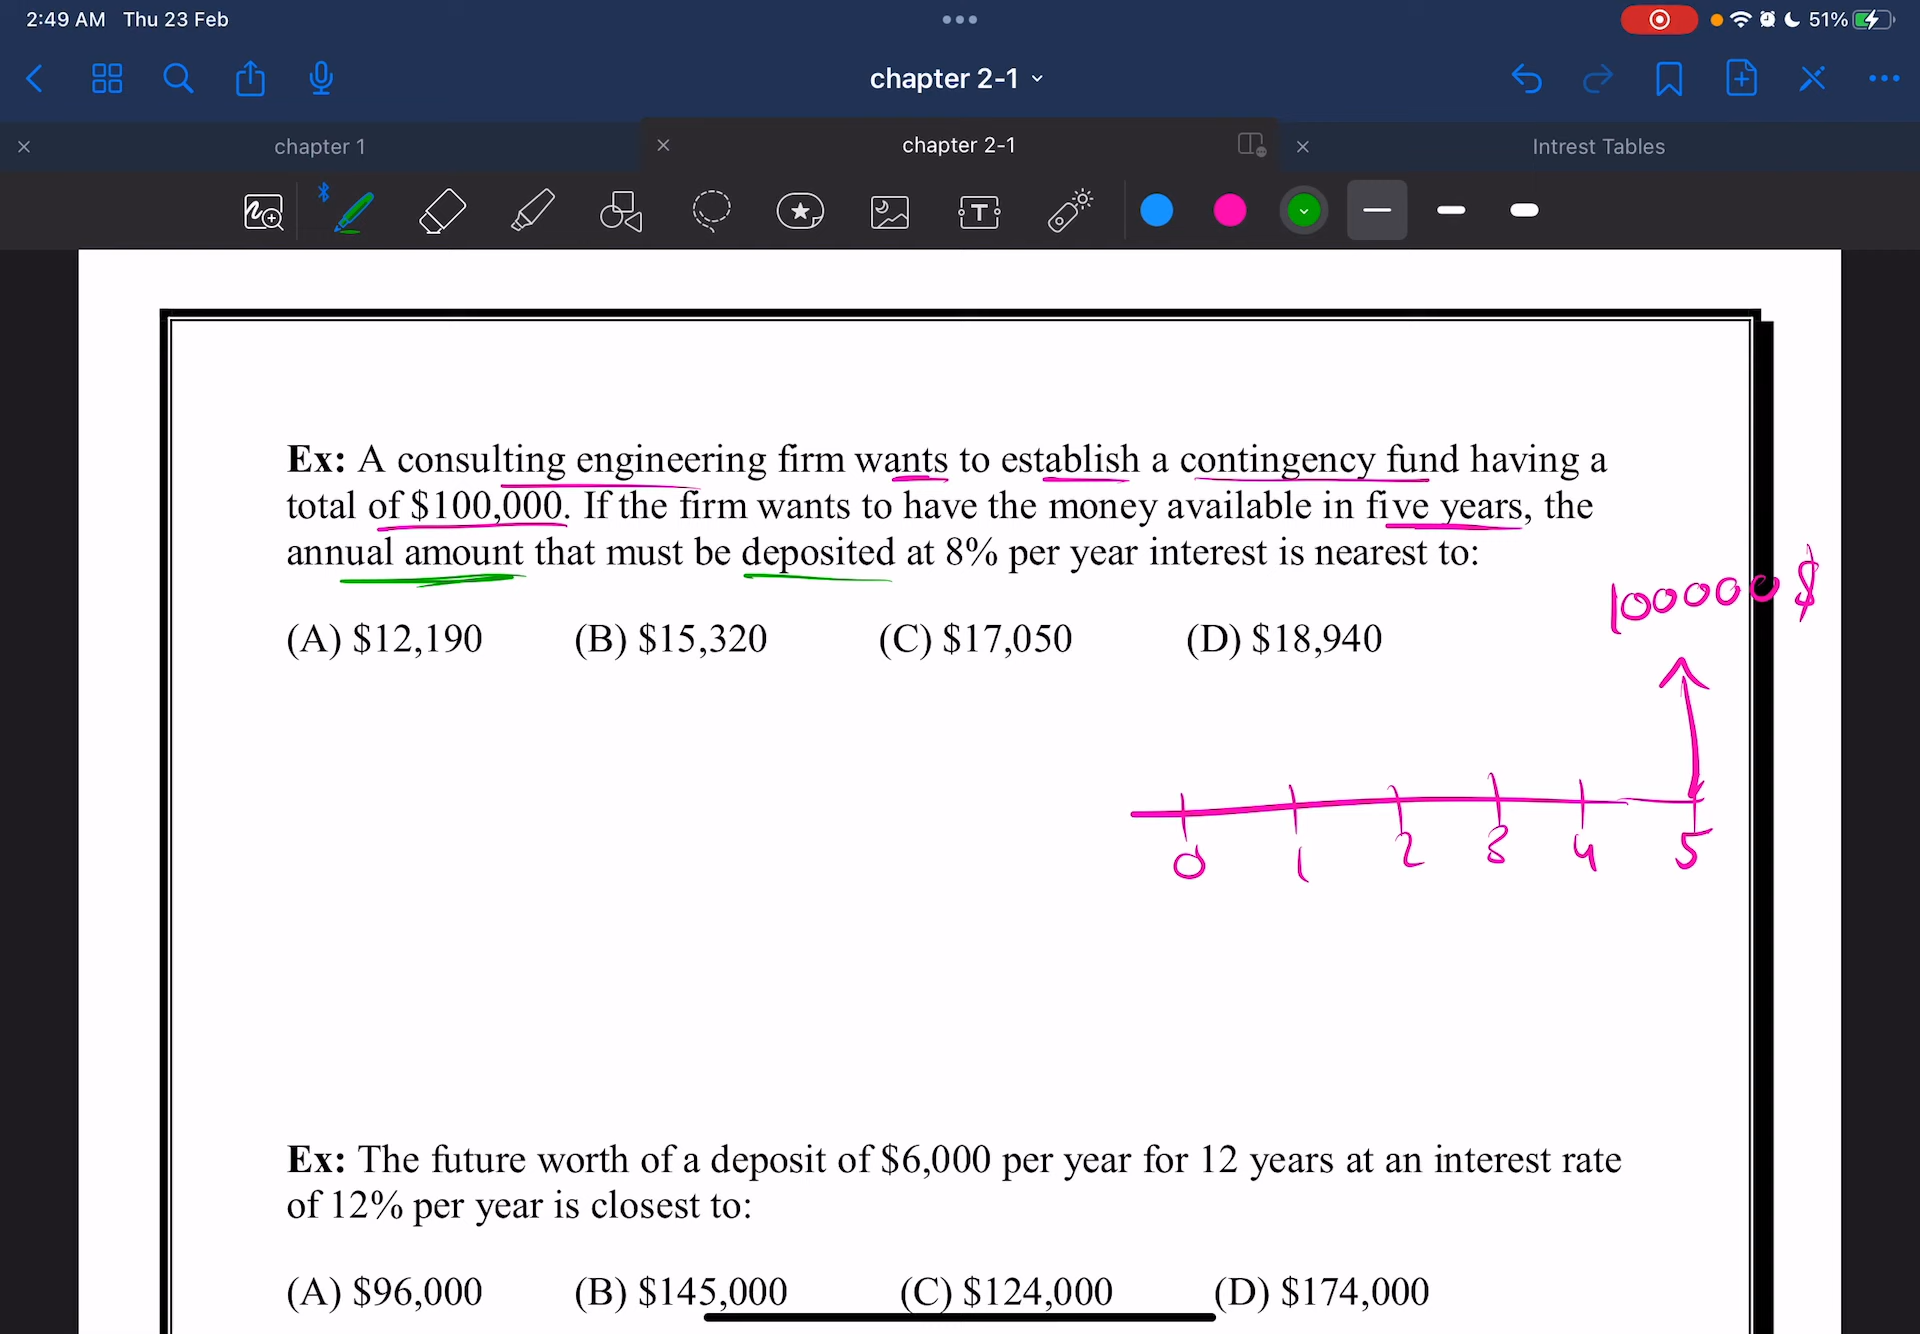 2:49 AM Thu 23 Feb
51%
chapter 2-1
chapter 1
chapter 2-1
Intrest Tables
Ex: A consulting engineering firm wants to establish a contingency fund having a
total of $100,000. If the firm wants to have the money available in five years, the
annual amount that must be deposited at 8% per year interest is nearest to:
100000 $
(A) $12,190 (B) $15,320 (C) $17,050 (D) $18,940
0 1 2 3 4 5
Ex: The future worth of a deposit of $6,000 per year for 12 years at an interest rate
of 12% per year is closest to:
(A) $96,000 (B) $145,000 (C) $124,000 (D) $174,000